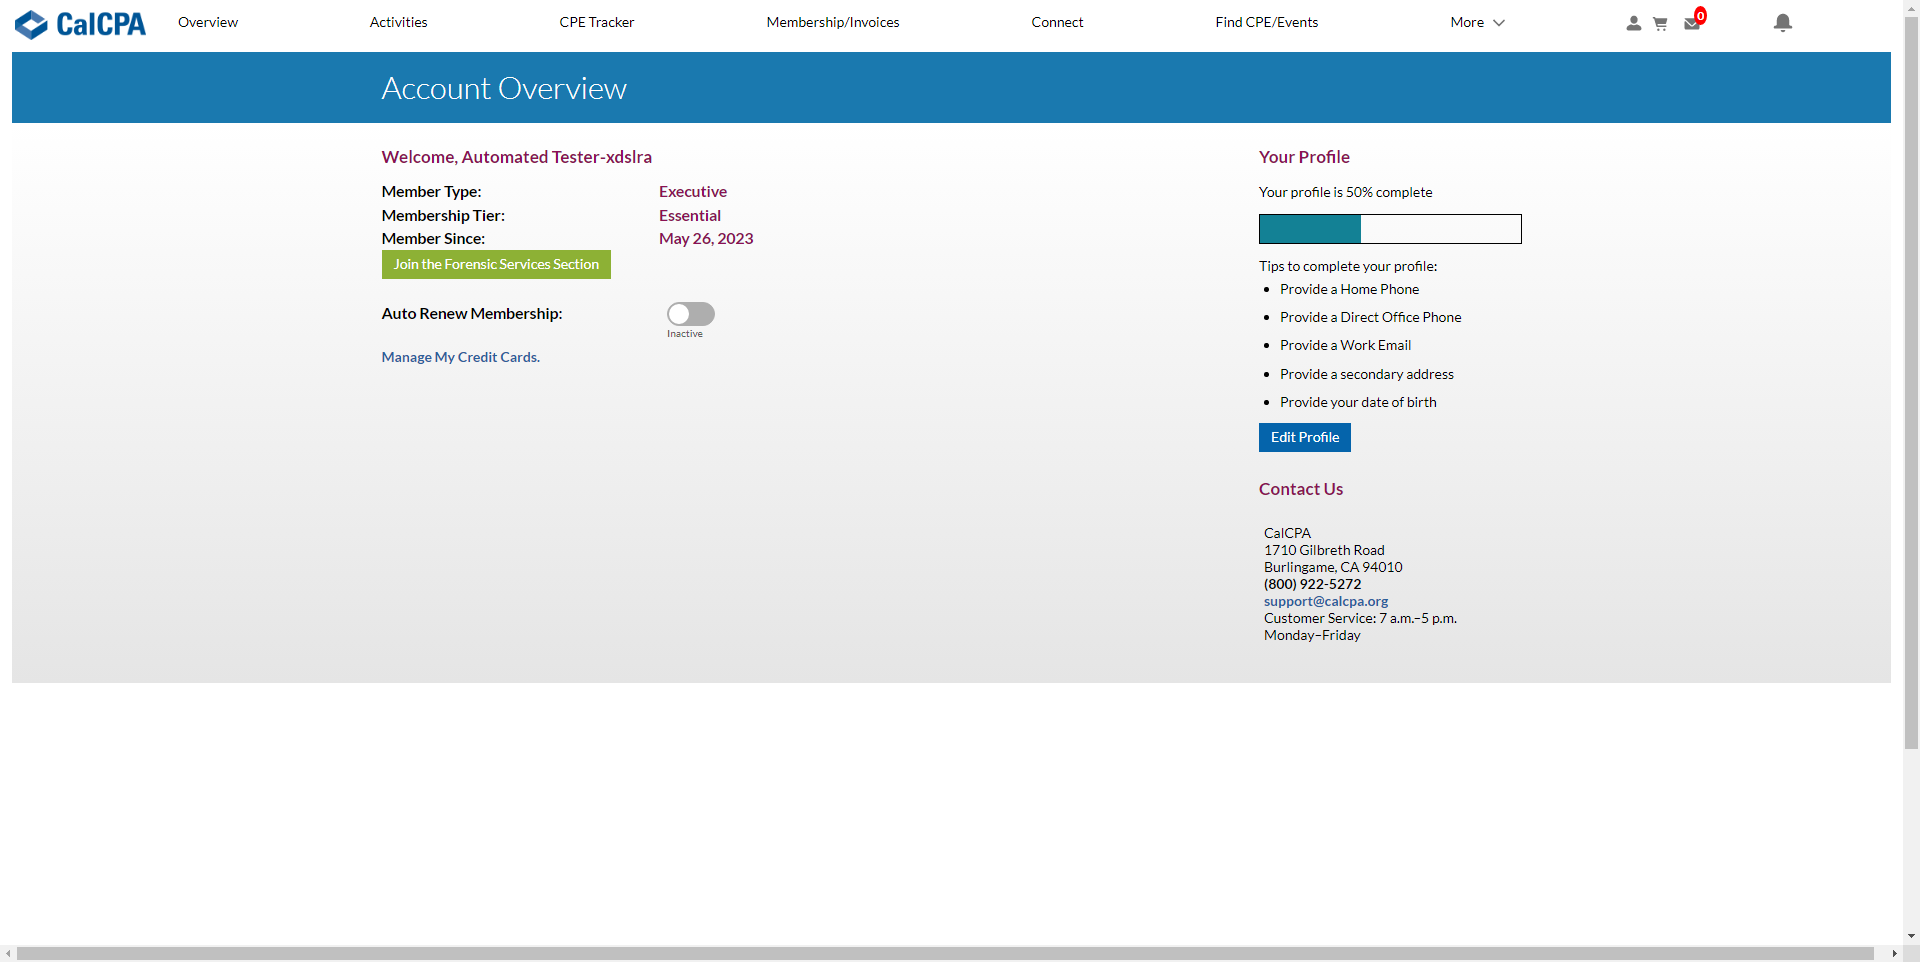 CalCPA
Overview
Activities
CPE Tracker
Membership/Invoices
Connect
Find CPE/Events
More
0
Account Overview
Welcome, Automated Tester-xdslra
Member Type: Executive
Membership Tier: Essential
Member Since: May 26, 2023
Join the Forensic Services Section
Auto Renew Membership:
Inactive
Manage My Credit Cards.
Your Profile
Your profile is 50% complete
Tips to complete your profile:
Provide a Home Phone
Provide a Direct Office Phone
Provide a Work Email
Provide a secondary address
Provide your date of birth
Edit Profile
Contact Us
CalCPA
1710 Gilbreth Road
Burlingame, CA 94010
(800) 922-5272
support@calcpa.org
Customer Service: 7 a.m.–5 p.m.
Monday–Friday